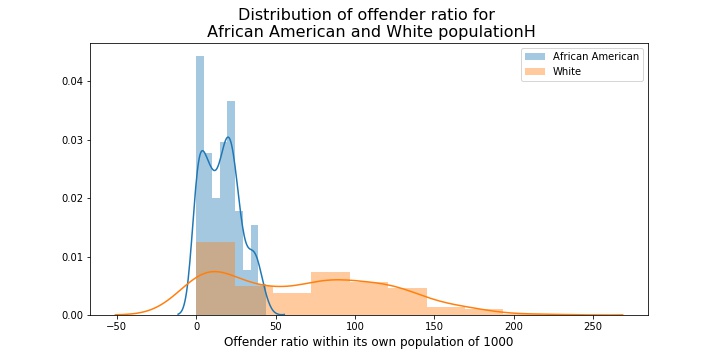 Distribution of offender ratio for
African American and White populationH
African American
White
0.04
0.03
0.02
0.01
0.00
−50 0 50 100 150 200 250
Offender ratio within its own population of 1000